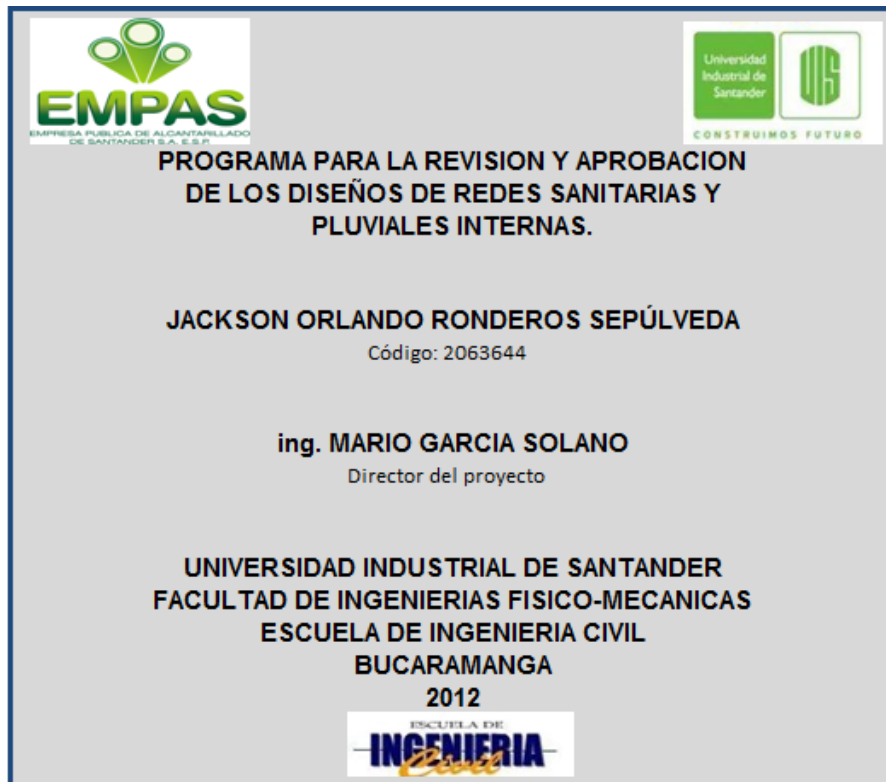 EMPAS
EMPRESA PUBLICA DE ALCANTARILLADO
DE SANTANDER S.A. E.S.P.
Universidad
Industrial de
Santander
UIS
CONSTRUIMOS FUTURO
PROGRAMA PARA LA REVISION Y APROBACION
DE LOS DISEÑOS DE REDES SANITARIAS Y
PLUVIALES INTERNAS.
JACKSON ORLANDO RONDEROS SEPÚLVEDA
Código: 2063644
ing. MARIO GARCIA SOLANO
Director del proyecto
UNIVERSIDAD INDUSTRIAL DE SANTANDER
FACULTAD DE INGENIERIAS FISICO-MECANICAS
ESCUELA DE INGENIERIA CIVIL
BUCARAMANGA
2012
ESCUELA DE
INGENIERIA
Civil